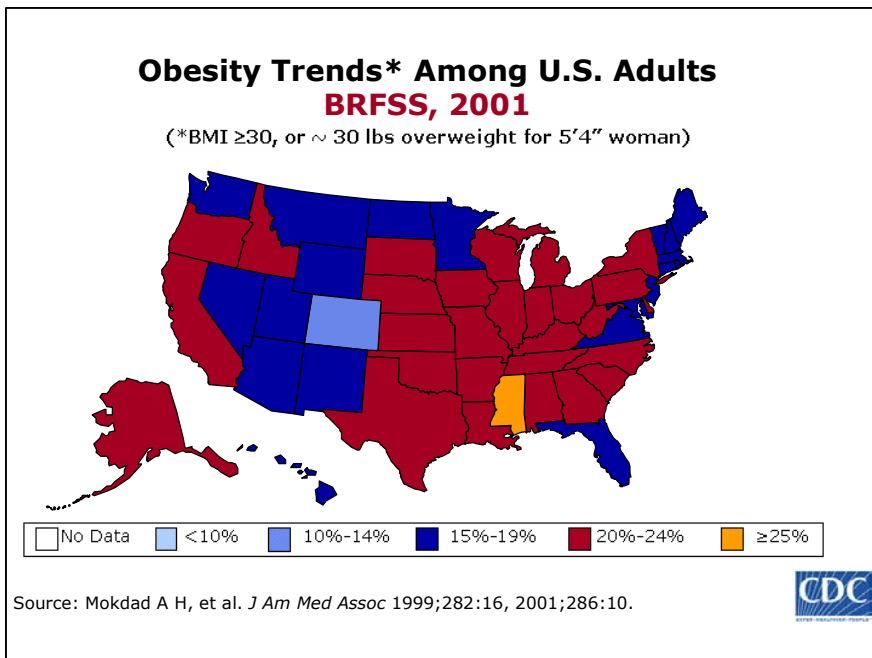 Obesity Trends* Among U.S. Adults
BRFSS, 2001
(*BMI ≥30, or ~ 30 lbs overweight for 5’4” woman)
No Data <10% 10%-14% 15%-19% 20%-24% ≥25%
Source: Mokdad A H, et al. J Am Med Assoc 1999;282:16, 2001;286:10.
CDC